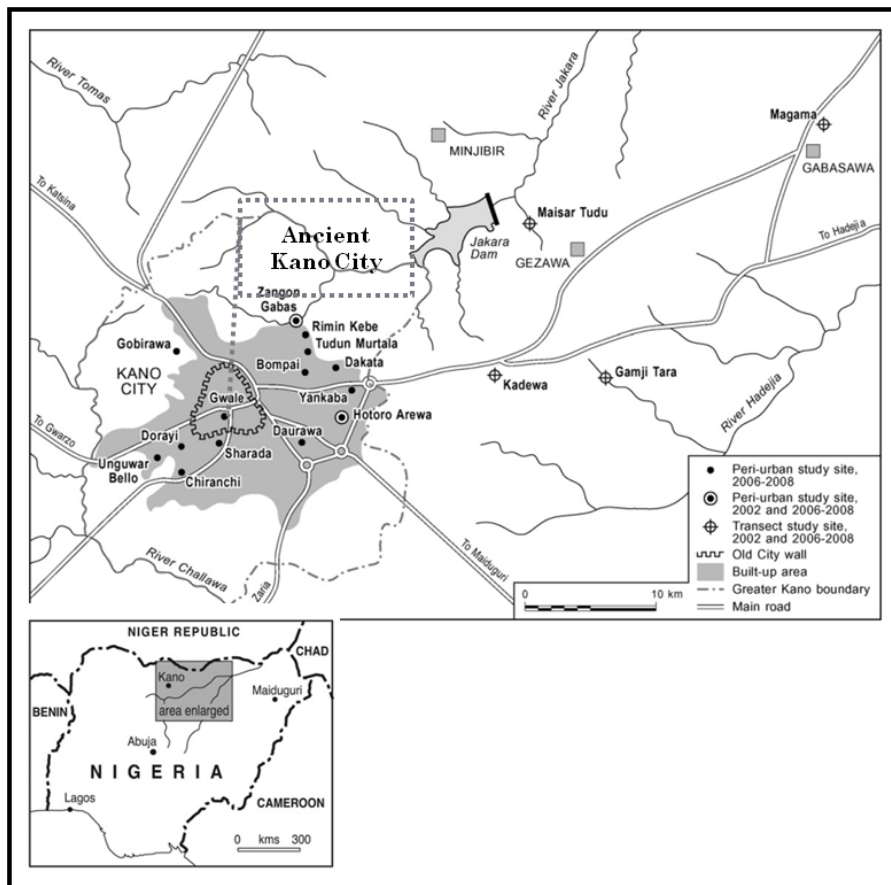 River Tomas
River Jakara
Magama
MINJIBIR
GABASAWA
To Katsina
Ancient
Kano City
Maisar Tudu
To Hadejia
Jakara
Dam
GEZAWA
Zangon
Gabas
Rimin Kebe
Tudun Murtala
Gobirawa
Bompai
Dakata
KANO
CITY
Kadewa
Gamji Tara
Yankaba
Gwale
Hotoro Arewa
River Hadejia
To Gwarzo
Dorayi
Daurawa
Sharada
Unguwar
Bello
Chiranchi
River Challawa
Zaria
To Maiduguri
Peri-urban study site,
2006-2008
Peri-urban study site,
2002 and 2006-2008
Transect study site,
2002 and 2006-2008
Old City wall
Built-up area
Greater Kano boundary
Main road
0 10 km
NIGER REPUBLIC
CHAD
Kano
Maiduguri
area enlarged
BENIN
Abuja
NIGERIA
CAMEROON
Lagos
0 kms 300